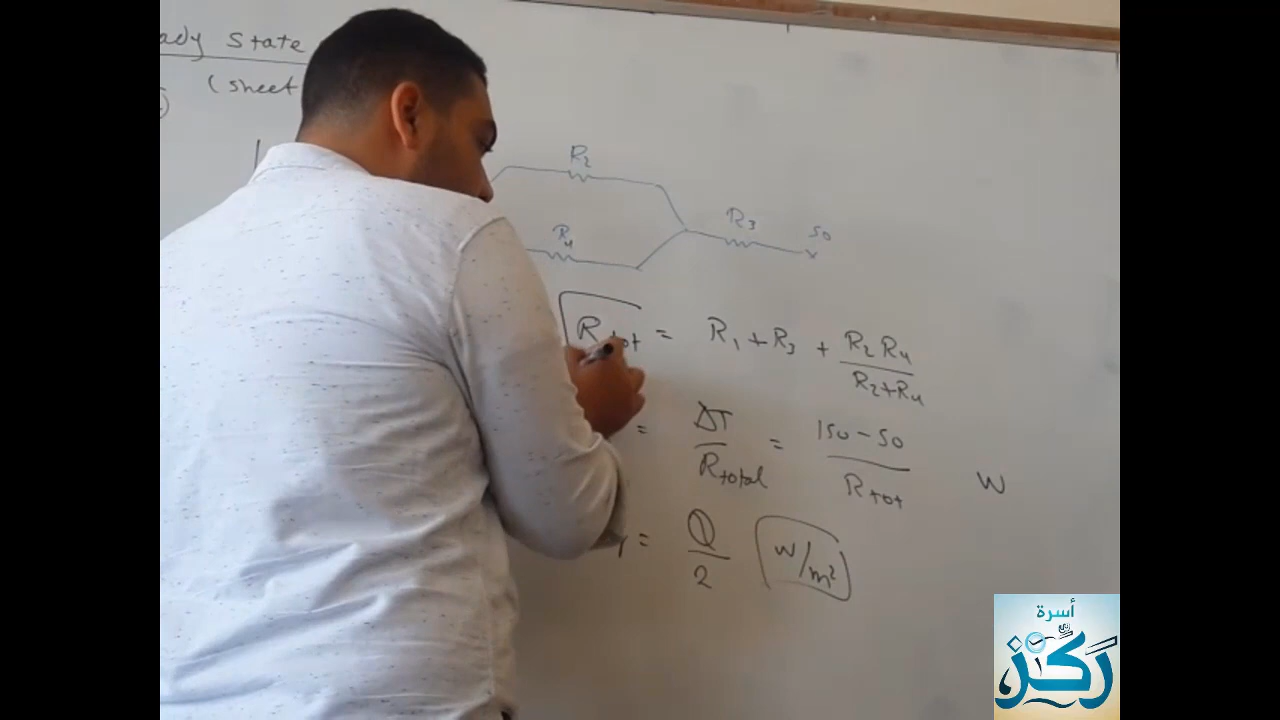 ady state
(sheet
R2
R4
R3
50
Rtot = R1 + R3 + R2 R4 / R2+R4
= ΔT / Rtotal = 150 - 50 / Rtot W
= Q / 2 W/m²
أسرة
رَكِّز